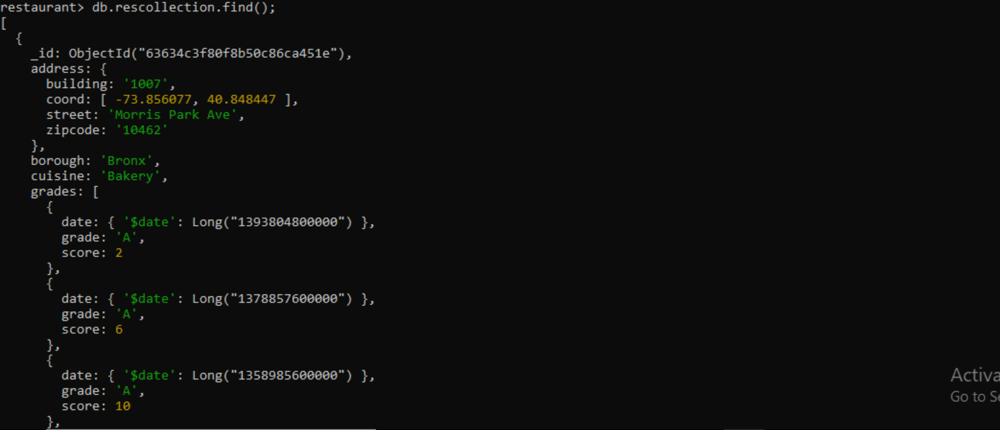 restaurant> db.rescollection.find();
[
  {
    _id: ObjectId("63634c3f80f8b50c86ca451e"),
    address: {
      building: '1007',
      coord: [ -73.856077, 40.848447 ],
      street: 'Morris Park Ave',
      zipcode: '10462'
    },
    borough: 'Bronx',
    cuisine: 'Bakery',
    grades: [
      {
        date: { '$date': Long("1393804800000") },
        grade: 'A',
        score: 2
      },
      {
        date: { '$date': Long("1378857600000") },
        grade: 'A',
        score: 6
      },
      {
        date: { '$date': Long("1358985600000") },
        grade: 'A',
        score: 10
      },
Activa
Go to Se